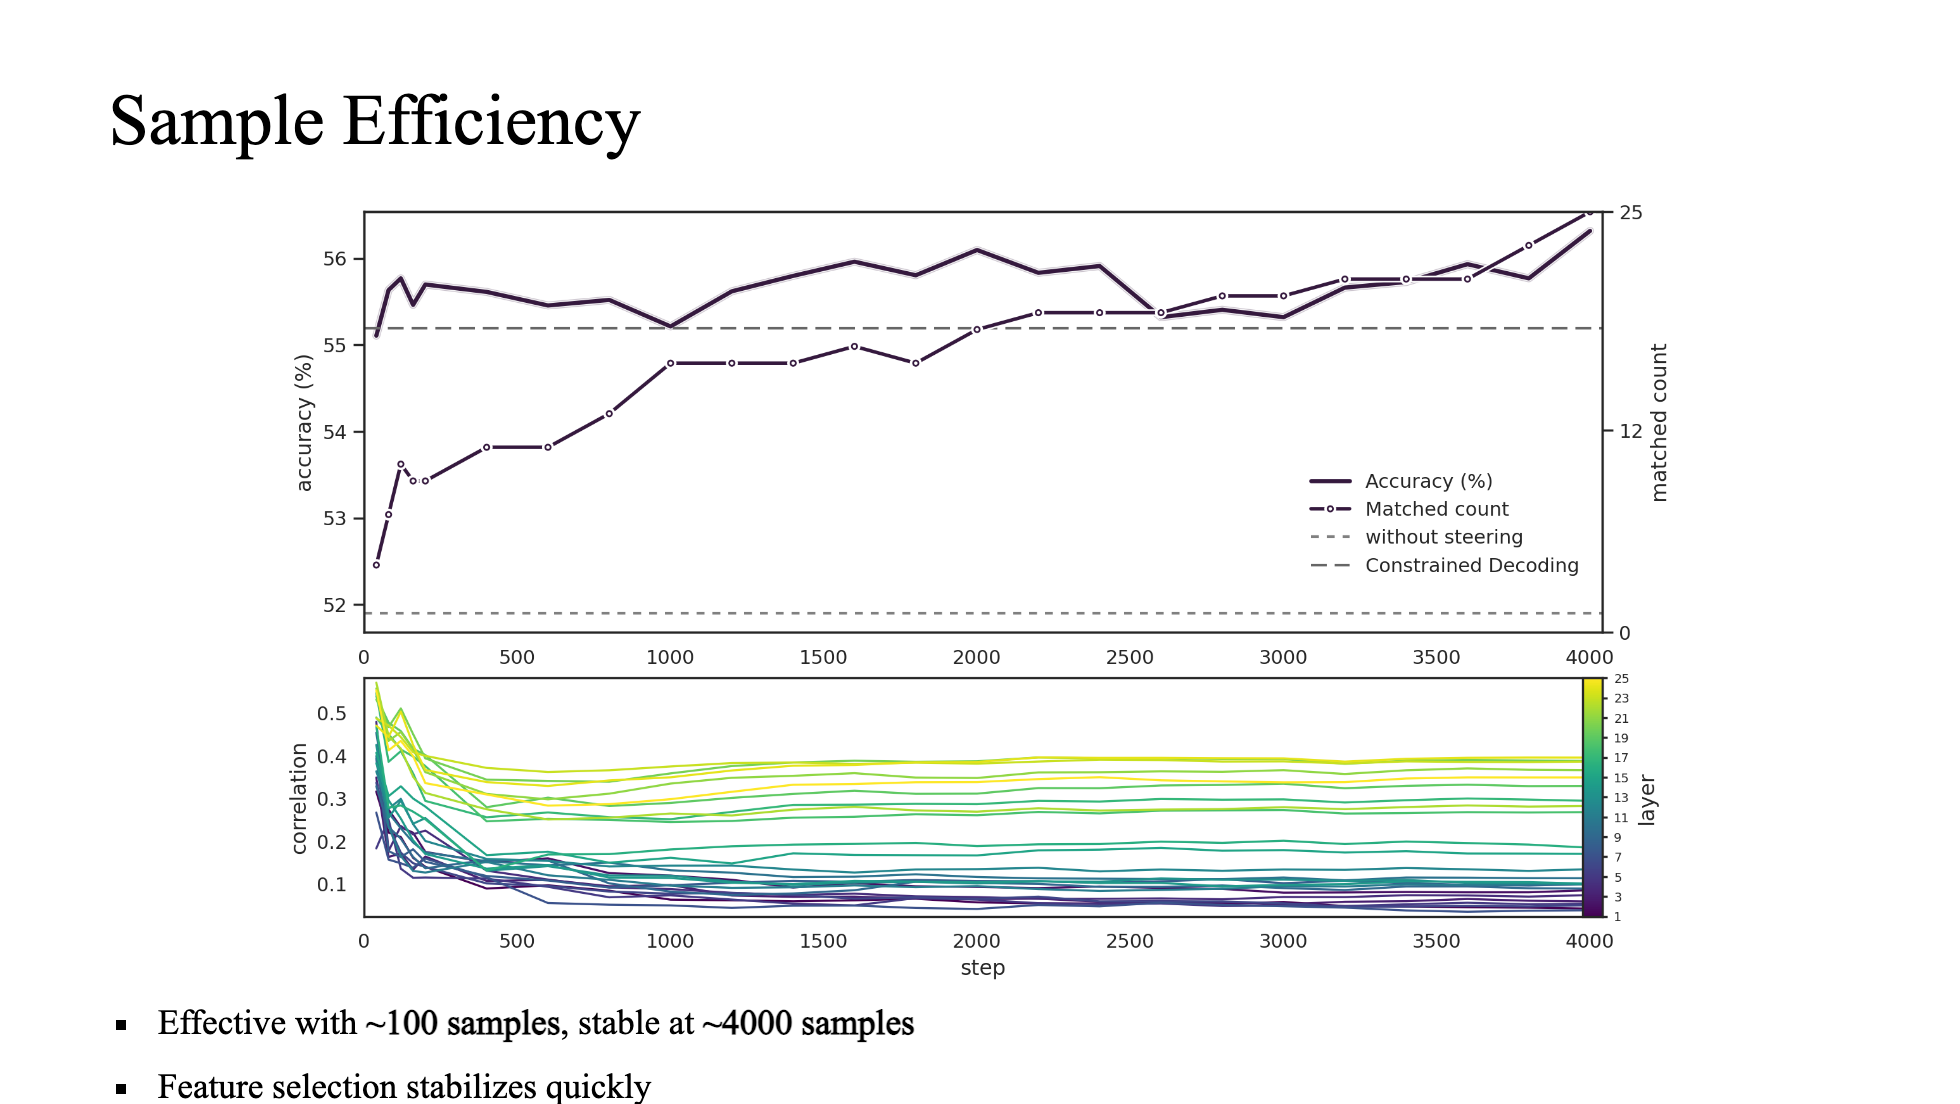 Sample Efficiency
56
55
54
53
52
accuracy (%)
25
12
0
matched count
Accuracy (%)
Matched count
without steering
Constrained Decoding
0 500 1000 1500 2000 2500 3000 3500 4000
0.5
0.4
0.3
0.2
0.1
correlation
25
23
21
19
17
15
13
11
9
7
5
3
1
layer
0 500 1000 1500 2000 2500 3000 3500 4000
step
▪ Effective with ~100 samples, stable at ~4000 samples
▪ Feature selection stabilizes quickly